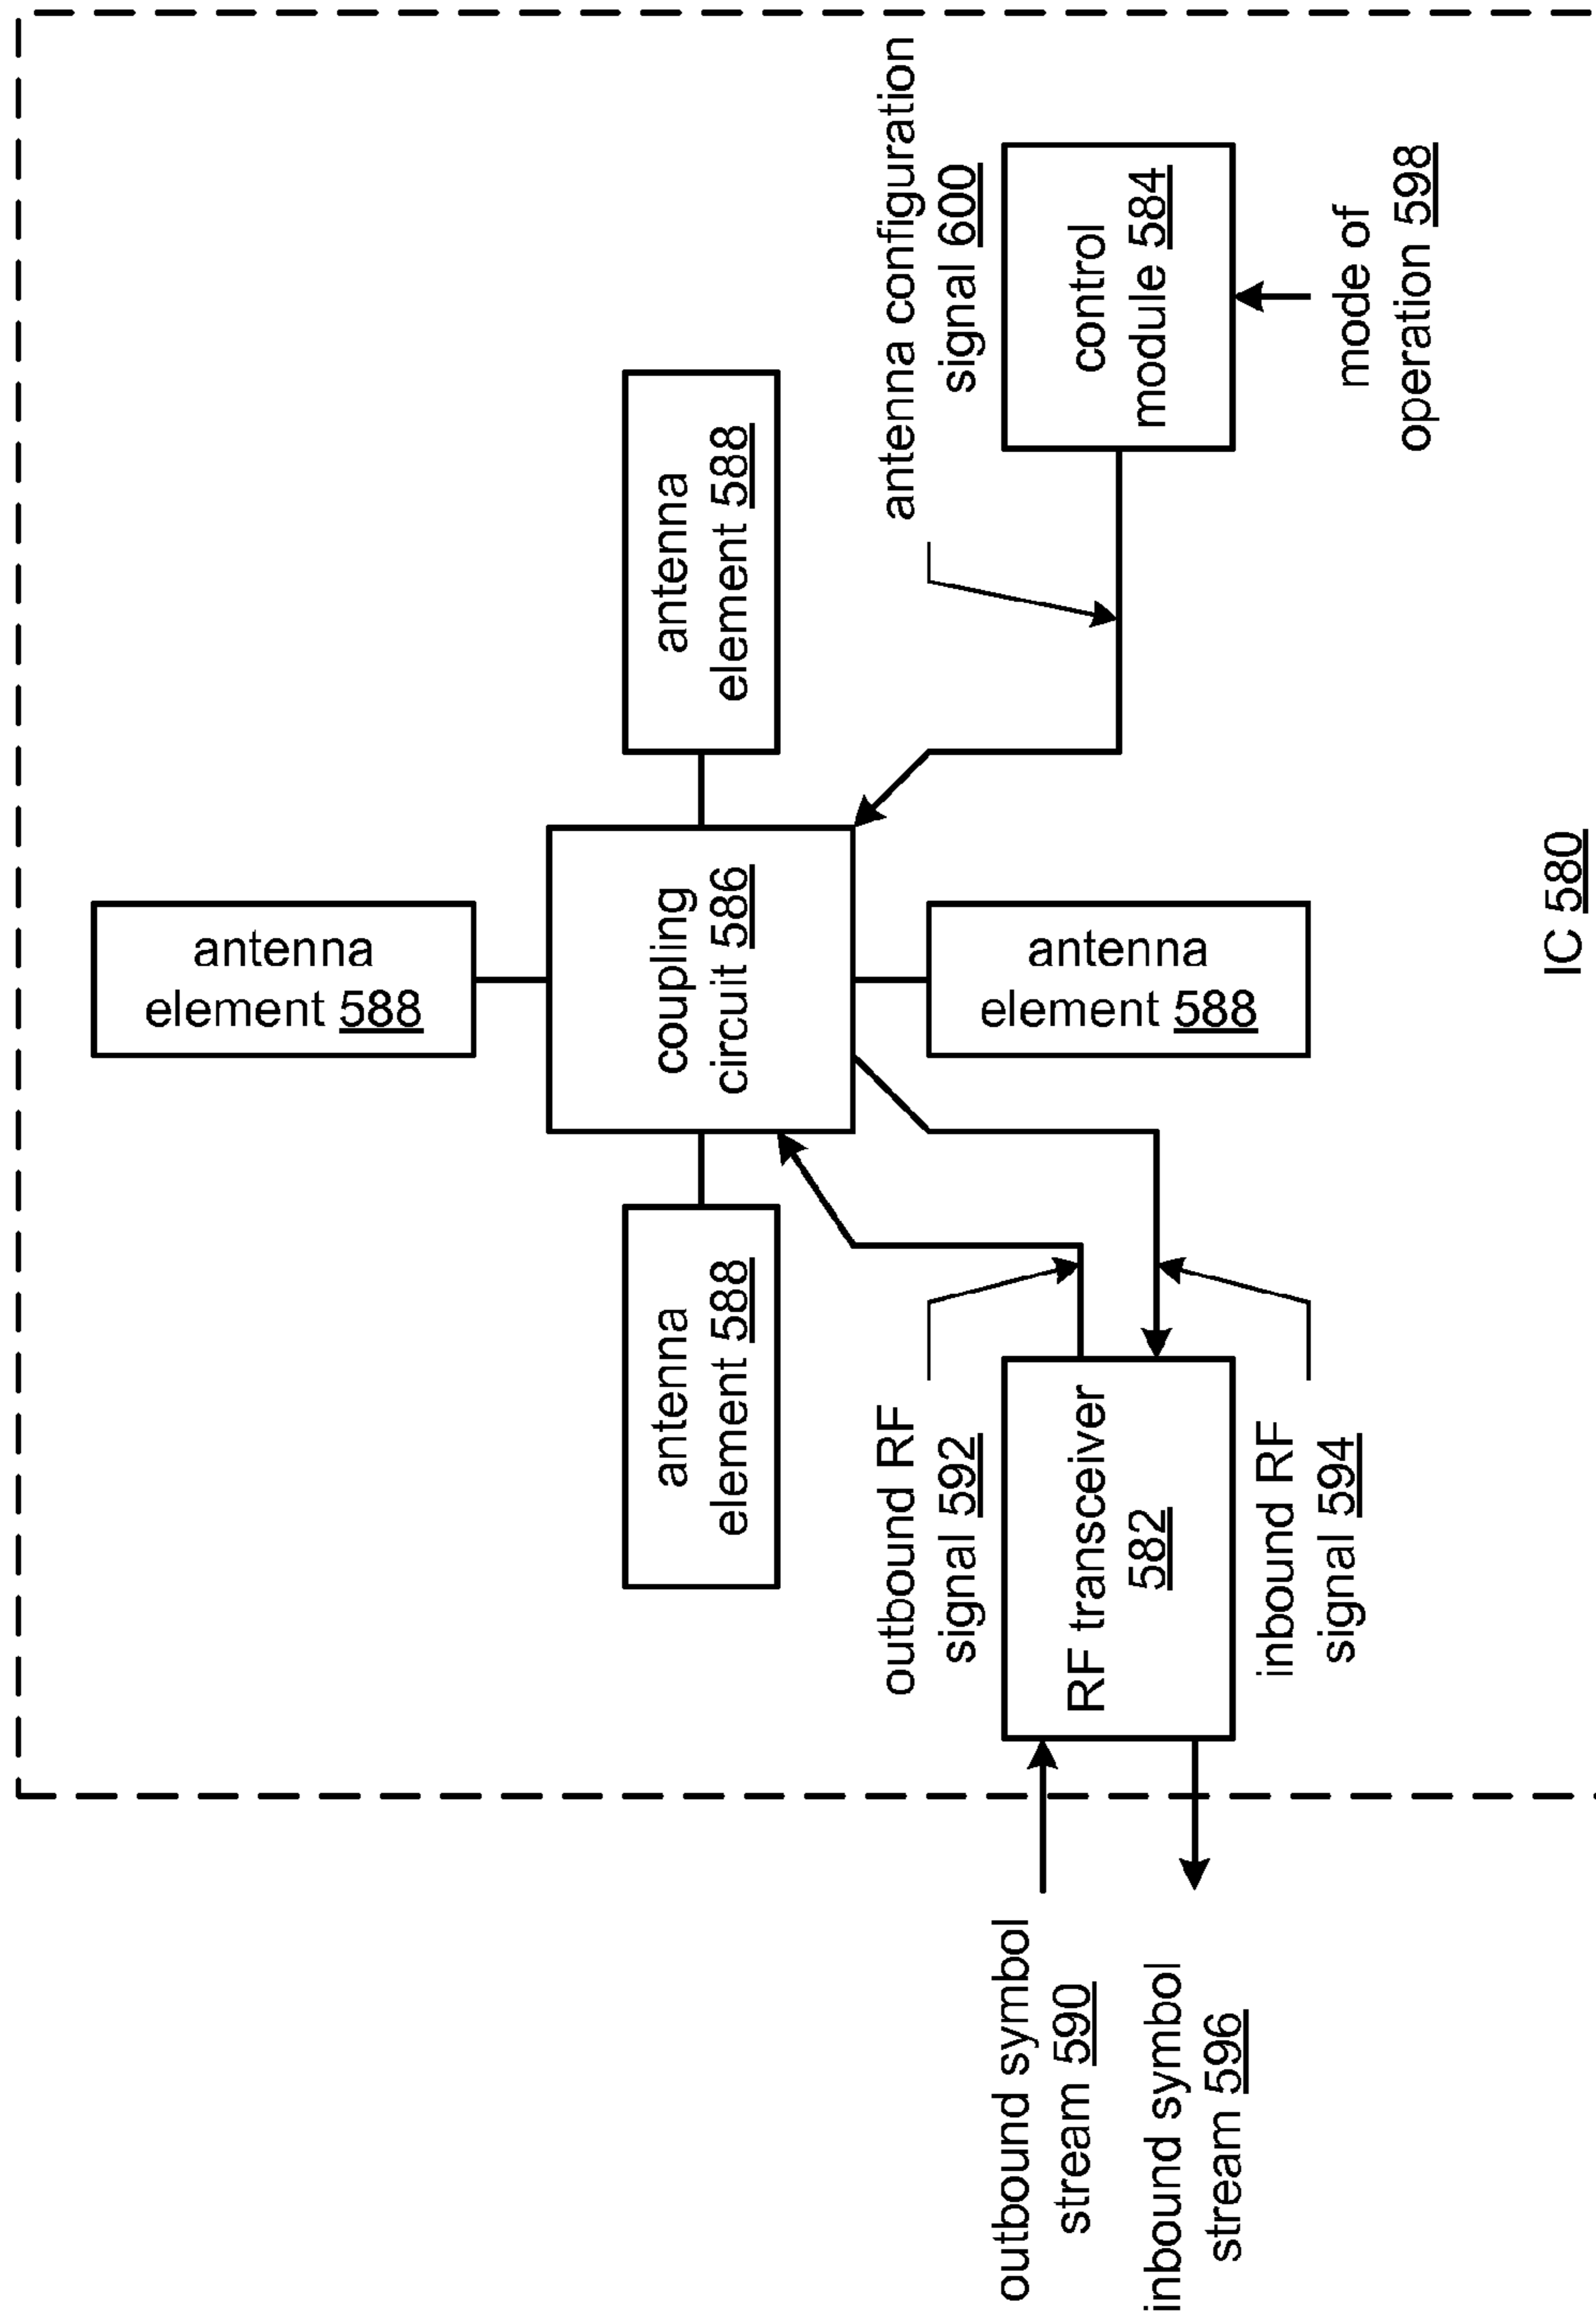 antenna
element 588
antenna
element 588
coupling
circuit 586
antenna
element 588
antenna
element 588
outbound RF
signal 592
antenna configuration
signal 600
outbound symbol
stream 590
RF transceiver
582
control
module 584
inbound symbol
stream 596
inbound RF
signal 594
mode of
operation 598
IC 580